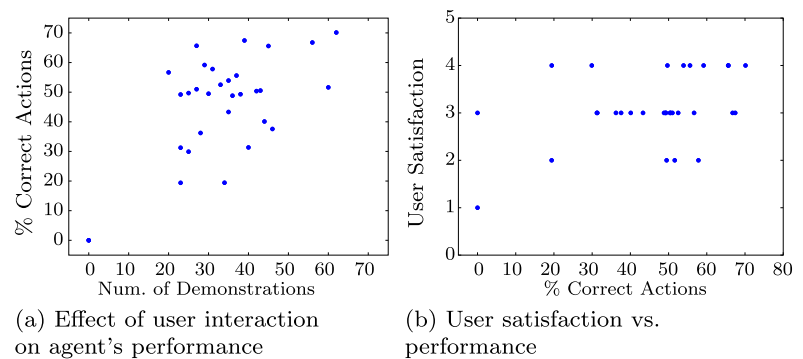 70
60
50
40
30
20
10
0
% Correct Actions
0 10 20 30 40 50 60 70
Num. of Demonstrations
(a) Effect of user interaction
on agent's performance
5
4
3
2
1
0
User Satisfaction
0 10 20 30 40 50 60 70 80
% Correct Actions
(b) User satisfaction vs.
performance